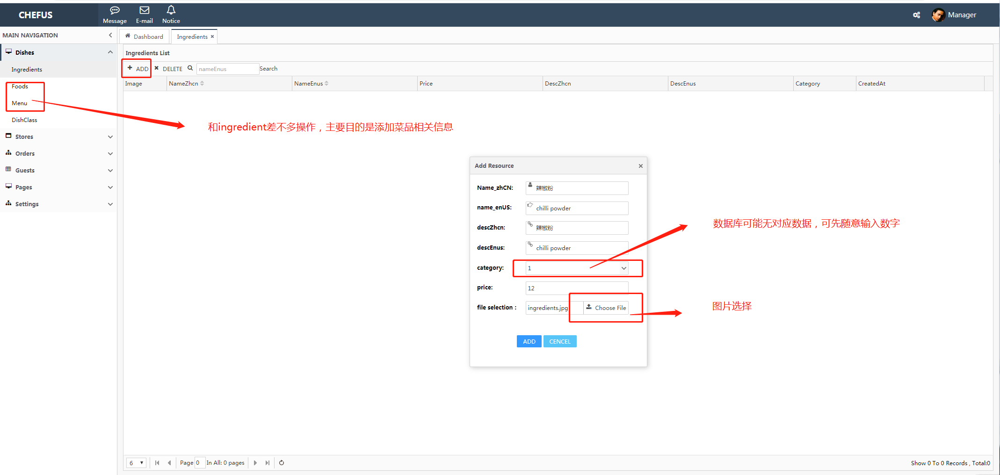 CHEFUS
Message
E-mail
Notice
Manager
MAIN NAVIGATION
Dashboard
Ingredients
Dishes
Ingredients
Foods
Menu
DishClass
Stores
Orders
Guests
Pages
Settings
Ingredients List
ADD
DELETE
nameEnus
Search
Image
NameZhcn
NameEnus
Price
DescZhcn
DescEnus
Category
CreatedAt
和ingredient差不多操作，主要目的是添加菜品相关信息
Add Resource
Name_zhCN:
辣椒粉
name_enUS:
chilli powder
descZhcn:
辣椒粉
descEnus:
chilli powder
category:
1
price:
12
file selection：
ingredients.jpg
Choose File
ADD
CENCEL
数据库可能无对应数据，可先随意输入数字
图片选择
6
Page 0 In All: 0 pages
Show 0 To 0 Records , Total:0